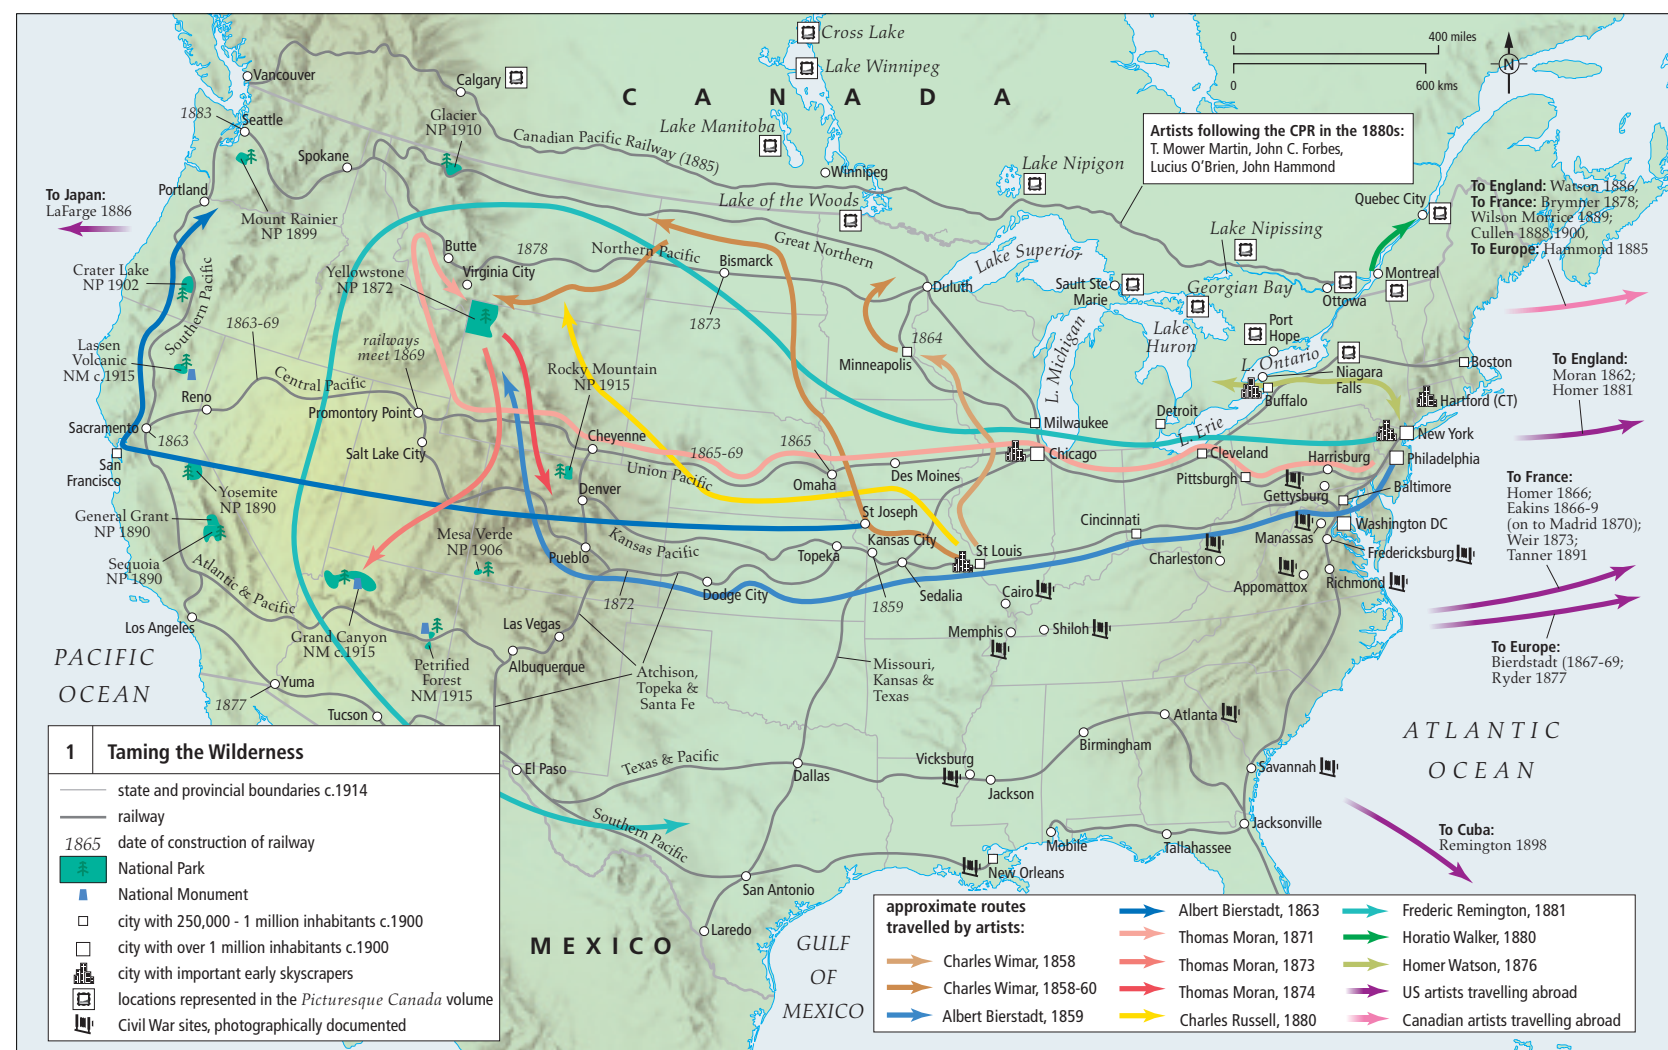 Vancouver
1883
Seattle
Spokane
Portland
Mount Rainier
NP 1899
Calgary
Glacier
NP 1910
Canadian Pacific Railway (1885)
C A N A D A
Cross Lake
Lake Winnipeg
Lake Manitoba
Winnipeg
Lake of the Woods
Lake Nipigon
0
400 miles
0
600 kms
N
Artists following the CPR in the 1880s:
T. Mower Martin, John C. Forbes,
Lucius O'Brien, John Hammond
To Japan:
LaFarge 1886
To England: Watson 1886,
To France: Brymner 1878;
Wilson Morrice 1889;
Cullen 1888,1900,
To Europe: Hammond 1885
Quebec City
Lake Nipissing
Montreal
Ottowa
Georgian Bay
Sault Ste
Marie
Lake Superior
Great Northern
Northern Pacific
1878
Butte
Virginia City
Yellowstone
NP 1872
Bismarck
1873
Duluth
1864
Minneapolis
Crater Lake
NP 1902
Southern Pacific
1863-69
railways
meet 1869
Lassen
Volcanic
NM c.1915
Central Pacific
Reno
Promontory Point
Salt Lake City
Sacramento
1863
San
Francisco
Rocky Mountain
NP 1915
Cheyenne
1865-69
1865
Union Pacific
Omaha
Des Moines
Denver
L. Michigan
Lake
Huron
Port
Hope
L. Ontario
Niagara
Falls
Buffalo
Boston
Hartford (CT)
New York
Milwaukee
Detroit
L. Erie
Chicago
Cleveland
Harrisburg
Philadelphia
Pittsburgh
Gettysburg
Baltimore
Washington DC
Manassas
Fredericksburg
Richmond
Appomattox
Charleston
Cincinnati
To England:
Moran 1862;
Homer 1881
To France:
Homer 1866;
Eakins 1866-9
(on to Madrid 1870);
Weir 1873;
Tanner 1891
To Europe:
Bierdstadt (1867-69;
Ryder 1877
Yosemite
NP 1890
General Grant
NP 1890
Sequoia
NP 1890
Atlantic & Pacific
Los Angeles
Mesa Verde
NP 1906
Pueblo
Kansas Pacific
St Joseph
Kansas City
Topeka
St Louis
Sedalia
1859
Dodge City
1872
Cairo
Memphis
Shiloh
Grand Canyon
NM c.1915
Las Vegas
Albuquerque
Petrified
Forest
NM 1915
Atchison,
Topeka &
Santa Fe
Missouri,
Kansas &
Texas
PACIFIC
OCEAN
Yuma
1877
Tucson
El Paso
Texas & Pacific
Dallas
Vicksburg
Jackson
Birmingham
Atlanta
Savannah
ATLANTIC
OCEAN
Southern Pacific
San Antonio
Laredo
MEXICO
New Orleans
Mobile
Tallahassee
Jacksonville
GULF
OF
MEXICO
To Cuba:
Remington 1898
1 Taming the Wilderness
state and provincial boundaries c.1914
railway
1865 date of construction of railway
National Park
National Monument
city with 250,000 - 1 million inhabitants c.1900
city with over 1 million inhabitants c.1900
city with important early skyscrapers
locations represented in the Picturesque Canada volume
Civil War sites, photographically documented
approximate routes
travelled by artists:
Charles Wimar, 1858
Charles Wimar, 1858-60
Albert Bierstadt, 1859
Albert Bierstadt, 1863
Thomas Moran, 1871
Thomas Moran, 1873
Thomas Moran, 1874
Charles Russell, 1880
Frederic Remington, 1881
Horatio Walker, 1880
Homer Watson, 1876
US artists travelling abroad
Canadian artists travelling abroad